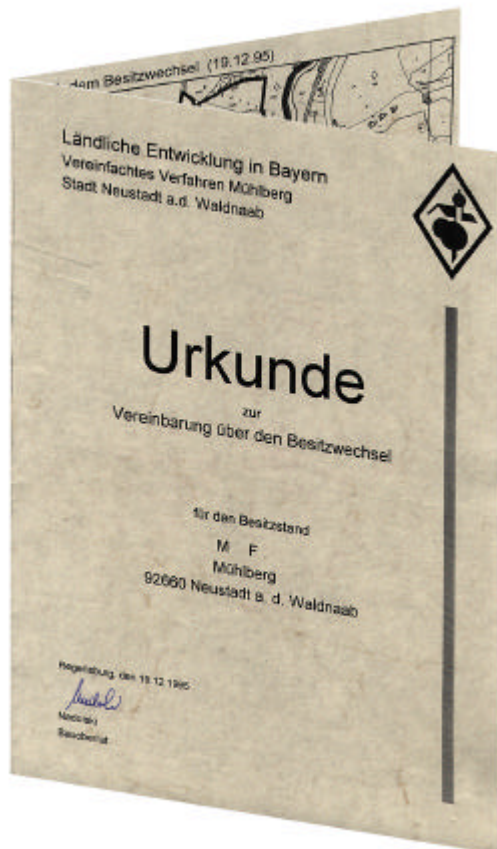 dem Besitzwechsel (19.12.95)
Ländliche Entwicklung in Bayern
Vereinfachtes Verfahren Mühlberg
Stadt Neustadt a.d. Waldnaab
Urkunde
zur
Vereinbarung über den Besitzwechsel
für den Besitzstand
M F
Mühlberg
92660 Neustadt a. d. Waldnaab
Regensburg, den 19.12.1995
Bauoberrat